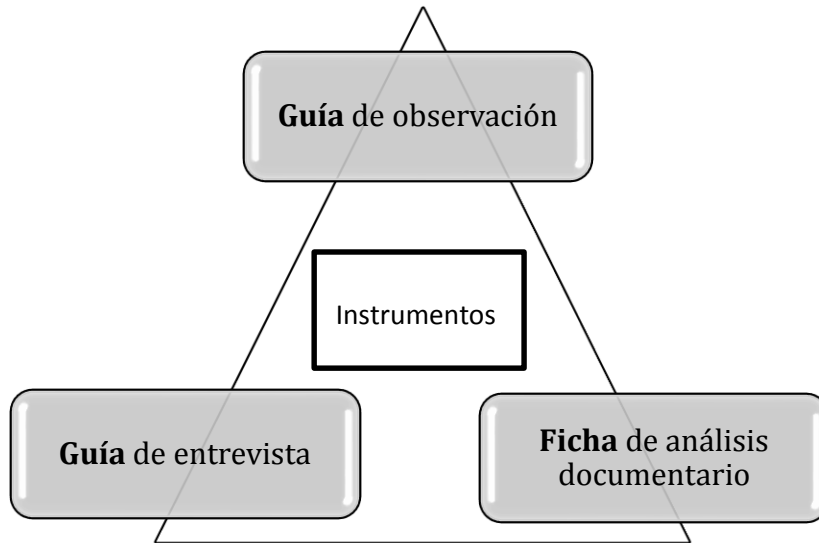 Guía de observación
Instrumentos
Guía de entrevista
Ficha de análisis
documentario